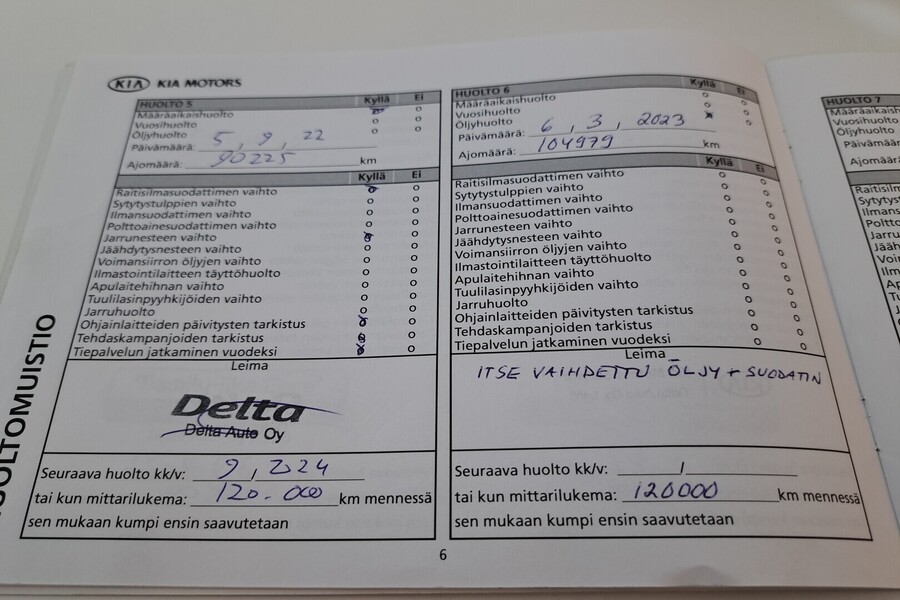 KIA KIA MOTORS
HUOLTO 5 Kyllä Ei
Määräaikaishuolto
Vuosihuolto
Öljyhuolto
Päivämäärä: 5, 9, 22
Ajomäärä: 90225 km
Kyllä Ei
Raitisilmasuodattimen vaihto
Sytytystulppien vaihto
Ilmansuodattimen vaihto
Polttoainesuodattimen vaihto
Jarrunesteen vaihto
Jäähdytysnesteen vaihto
Voimansiirron öljyjen vaihto
Ilmastointilaitteen täyttöhuolto
Apulaitehihnan vaihto
Tuulilasinpyyhkijöiden vaihto
Jarruhuolto
Ohjainlaitteiden päivitysten tarkistus
Tehdaskampanjoiden tarkistus
Tiepalvelun jatkaminen vuodeksi
Leima
Delta
Delta Auto Oy
Seuraava huolto kk/v: 9, 2024
tai kun mittarilukema: 120.000 km mennessä
sen mukaan kumpi ensin saavutetaan
HUOLTO 6 Kyllä Ei
Määräaikaishuolto
Vuosihuolto
Öljyhuolto
Päivämäärä: 6, 3, 2023
Ajomäärä: 104979 km
Kyllä Ei
Raitisilmasuodattimen vaihto
Sytytystulppien vaihto
Ilmansuodattimen vaihto
Polttoainesuodattimen vaihto
Jarrunesteen vaihto
Jäähdytysnesteen vaihto
Voimansiirron öljyjen vaihto
Ilmastointilaitteen täyttöhuolto
Apulaitehihnan vaihto
Tuulilasinpyyhkijöiden vaihto
Jarruhuolto
Ohjainlaitteiden päivitysten tarkistus
Tehdaskampanjoiden tarkistus
Tiepalvelun jatkaminen vuodeksi
Leima
ITSE VAIHDETTU ÖLJY + SUODATIN
Seuraava huolto kk/v: /
tai kun mittarilukema: 120000 km mennessä
sen mukaan kumpi ensin saavutetaan
6
HUOLTO 7